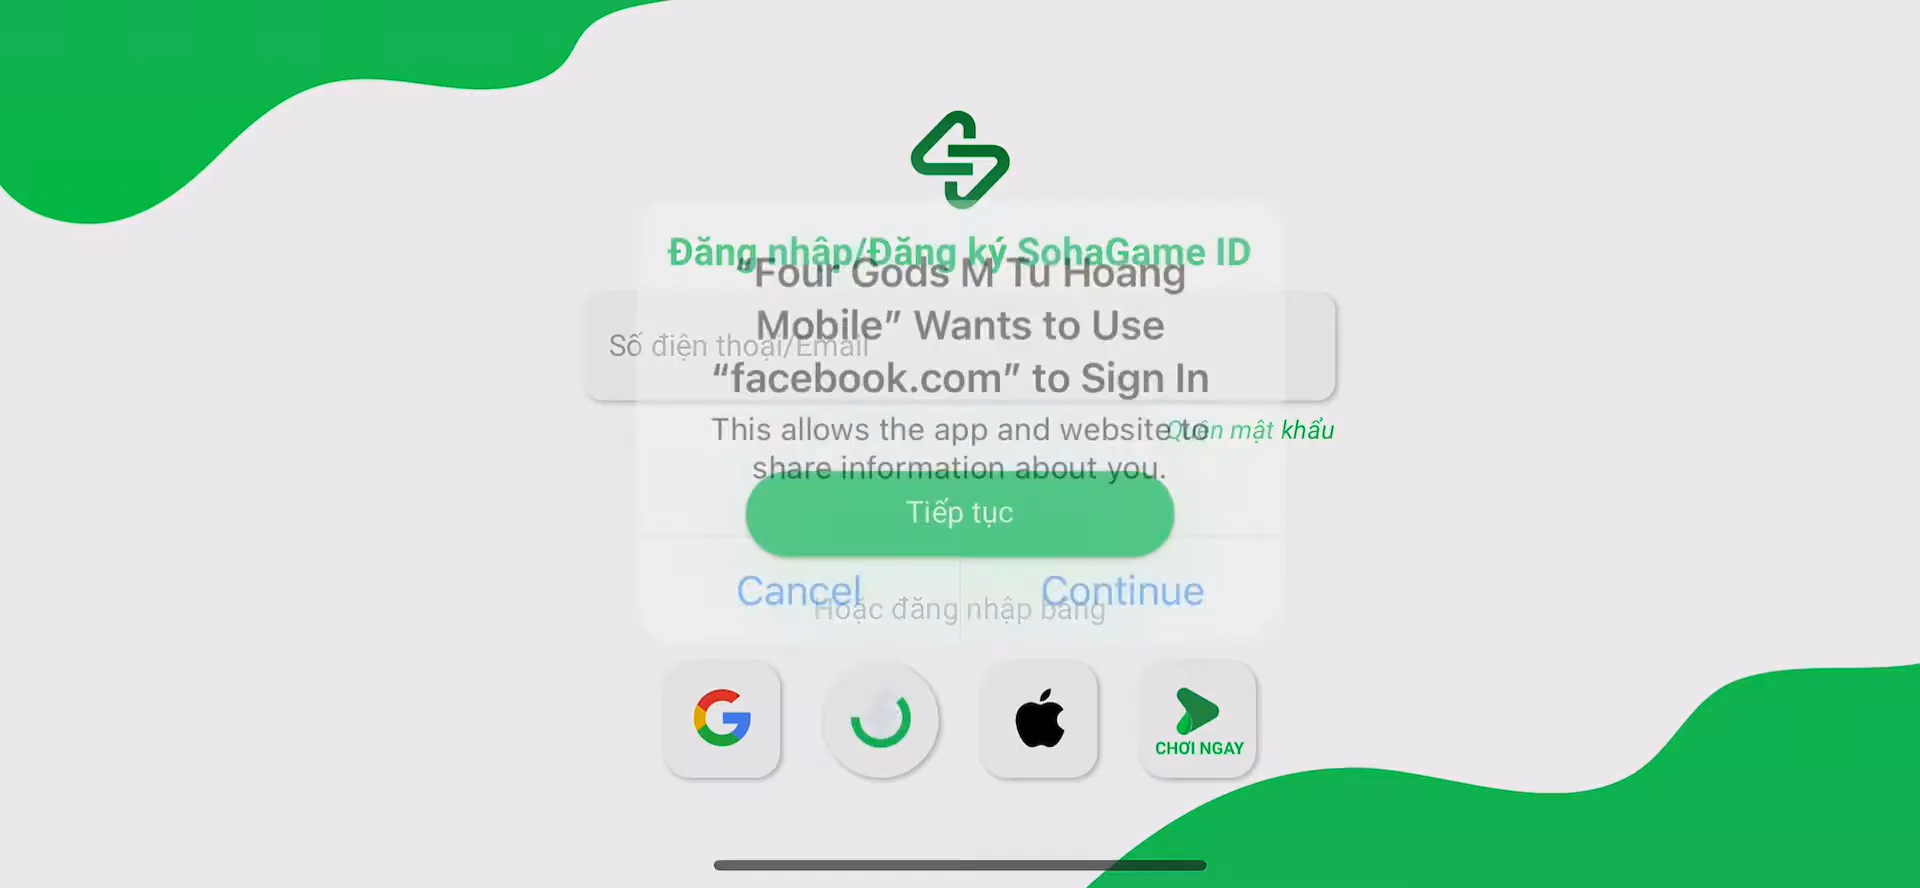 Đăng nhập/Đăng ký SohaGame ID
“Four Gods M Tu Hoang
Mobile” Wants to Use
“facebook.com” to Sign In
Số điện thoại/Email
This allows the app and website to
share information about you.
Quên mật khẩu
Tiếp tục
Cancel
Continue
Hoặc đăng nhập bằng
CHƠI NGAY